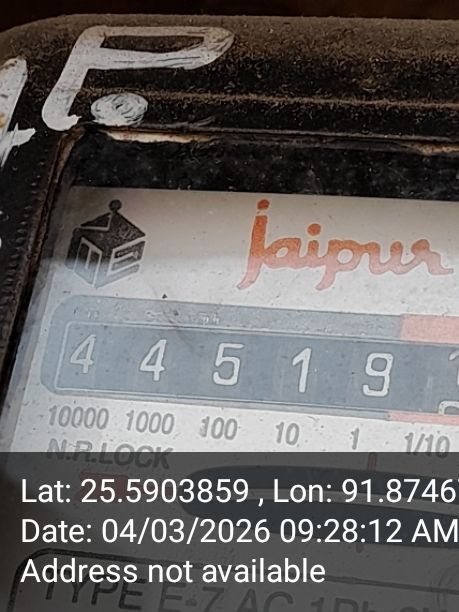 P.
Jaipur
4 4 5 1 9
10000 1000 100 10 1 1/10
N.R.LOCK
Lat: 25.5903859 , Lon: 91.8746
Date: 04/03/2026 09:28:12 AM
Address not available